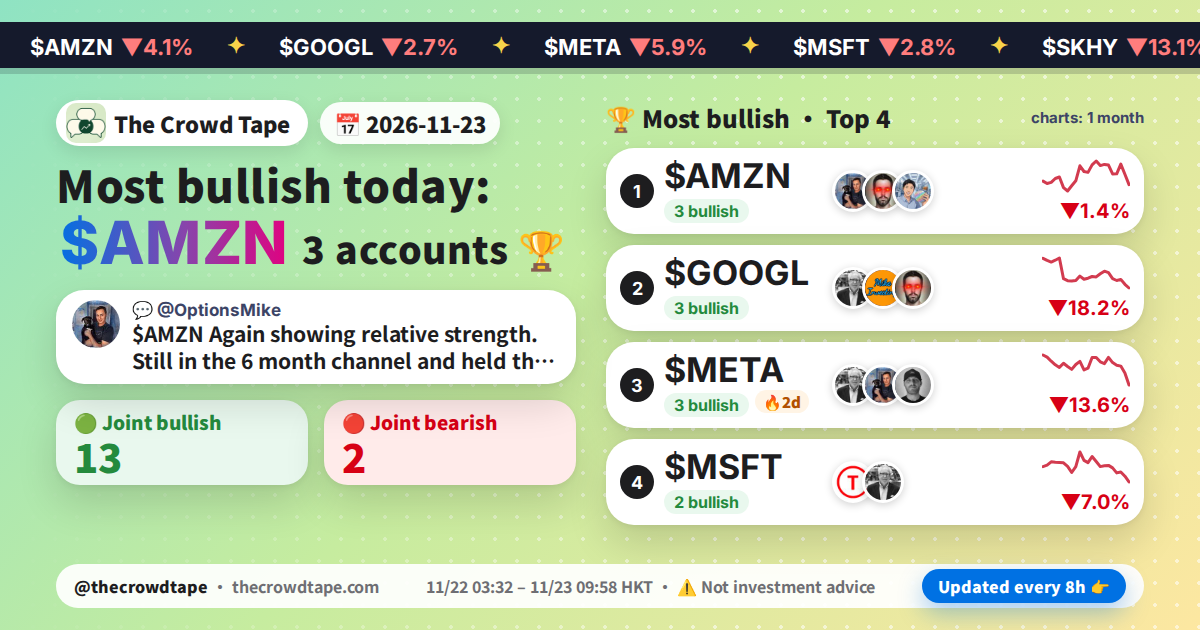 $AMZN ▼4.1% ✦ $GOOGL ▼2.7% ✦ $META ▼5.9% ✦ $MSFT ▼2.8% ✦ $SKHY ▼13.1%
The Crowd Tape
📅 2026-11-23
Most bullish today:
$AMZN 3 accounts 🏆
💬 @OptionsMike
$AMZN Again showing relative strength.
Still in the 6 month channel and held th⋯
🟢 Joint bullish
13
🔴 Joint bearish
2
🏆 Most bullish • Top 4
charts: 1 month
1 $AMZN
3 bullish
▼1.4%
2 $GOOGL
3 bullish
▼18.2%
3 $META
3 bullish 🔥2d
▼13.6%
4 $MSFT
2 bullish
T
▼7.0%
@thecrowdtape • thecrowdtape.com
11/22 03:32 – 11/23 09:58 HKT • ⚠️ Not investment advice
Updated every 8h 👉